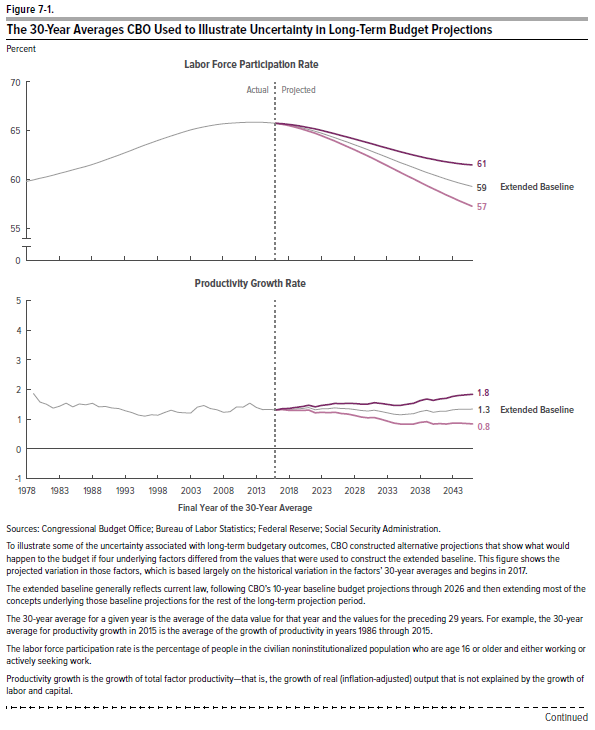 Figure 7-1.
The 30-Year Averages CBO Used to Illustrate Uncertainty in Long-Term Budget Projections
Percent
Labor Force Participation Rate
70
Actual
Projected
65
61
60
59 Extended Baseline
57
55
0
Productivity Growth Rate
5
4
3
2
1.8
1.3 Extended Baseline
1
0.8
0
-1
1978 1983 1988 1993 1998 2003 2008 2013 2018 2023 2028 2033 2038 2043
Final Year of the 30-Year Average
Sources: Congressional Budget Office; Bureau of Labor Statistics; Federal Reserve; Social Security Administration.
To illustrate some of the uncertainty associated with long-term budgetary outcomes, CBO constructed alternative projections that show what would
happen to the budget if four underlying factors differed from the values that were used to construct the extended baseline. This figure shows the
projected variation in those factors, which is based largely on the historical variation in the factors' 30-year averages and begins in 2017.
The extended baseline generally reflects current law, following CBO's 10-year baseline budget projections through 2026 and then extending most of the
concepts underlying those baseline projections for the rest of the long-term projection period.
The 30-year average for a given year is the average of the data value for that year and the values for the preceding 29 years. For example, the 30-year
average for productivity growth in 2015 is the average of the growth of productivity in years 1986 through 2015.
The labor force participation rate is the percentage of people in the civilian noninstitutionalized population who are age 16 or older and either working or
actively seeking work.
Productivity growth is the growth of total factor productivity—that is, the growth of real (inflation-adjusted) output that is not explained by the growth of
labor and capital.
Continued